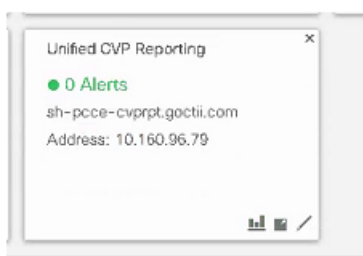 Unified CVP Reporting
0 Alerts
sh-pcce-cvprpt.goctii.com
Address: 10.160.96.79